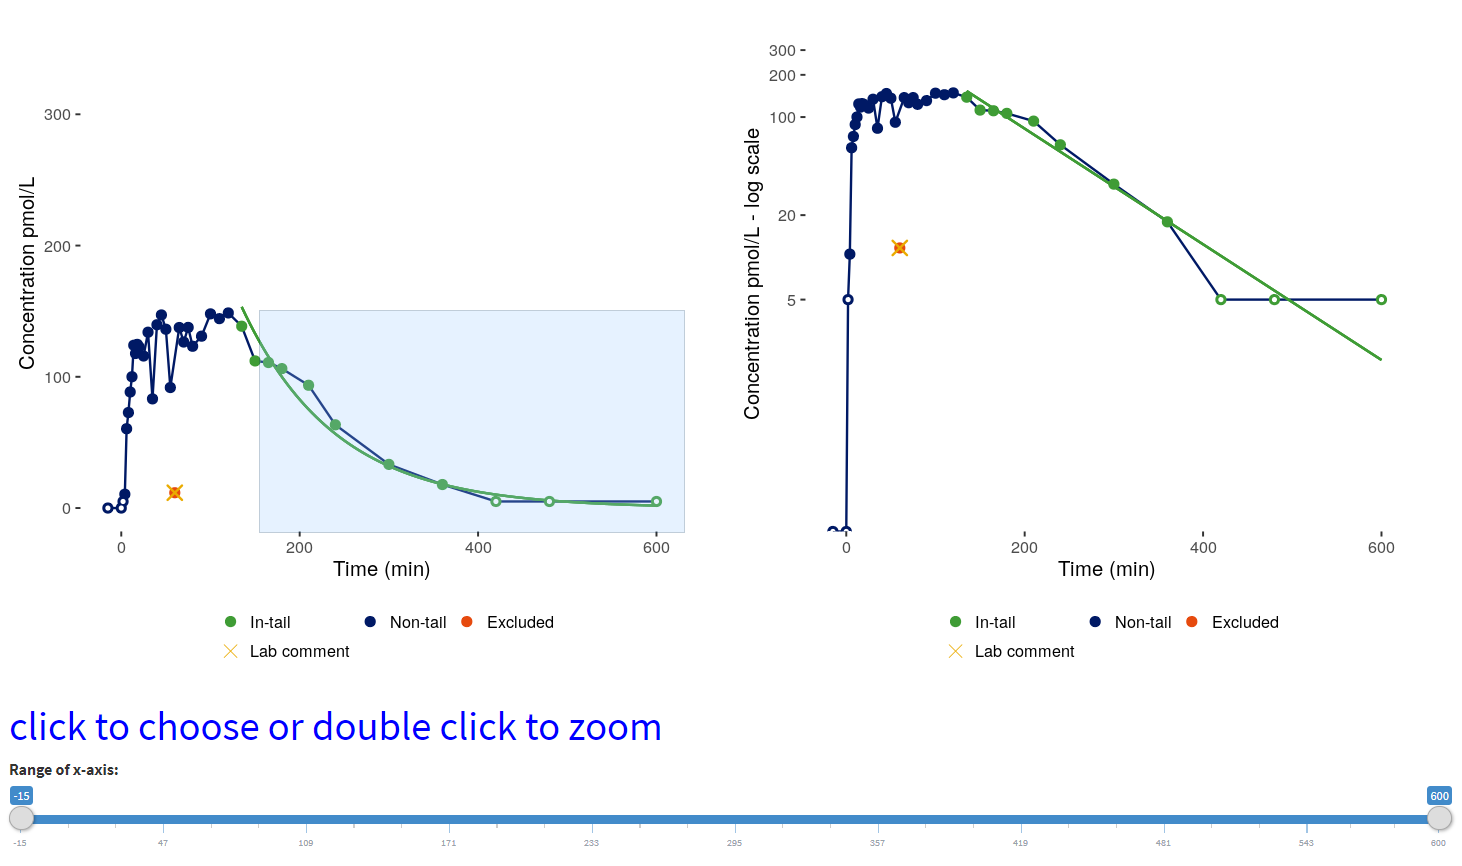 Concentration pmol/L
300
200
100
0
0
200
400
600
Time (min)
In-tail
Non-tail
Excluded
Lab comment
Concentration pmol/L - log scale
300
200
100
20
5
0
200
400
600
Time (min)
In-tail
Non-tail
Excluded
Lab comment
click to choose or double click to zoom
Range of x-axis:
-15
600
-15
47
109
171
233
295
357
419
481
543
600